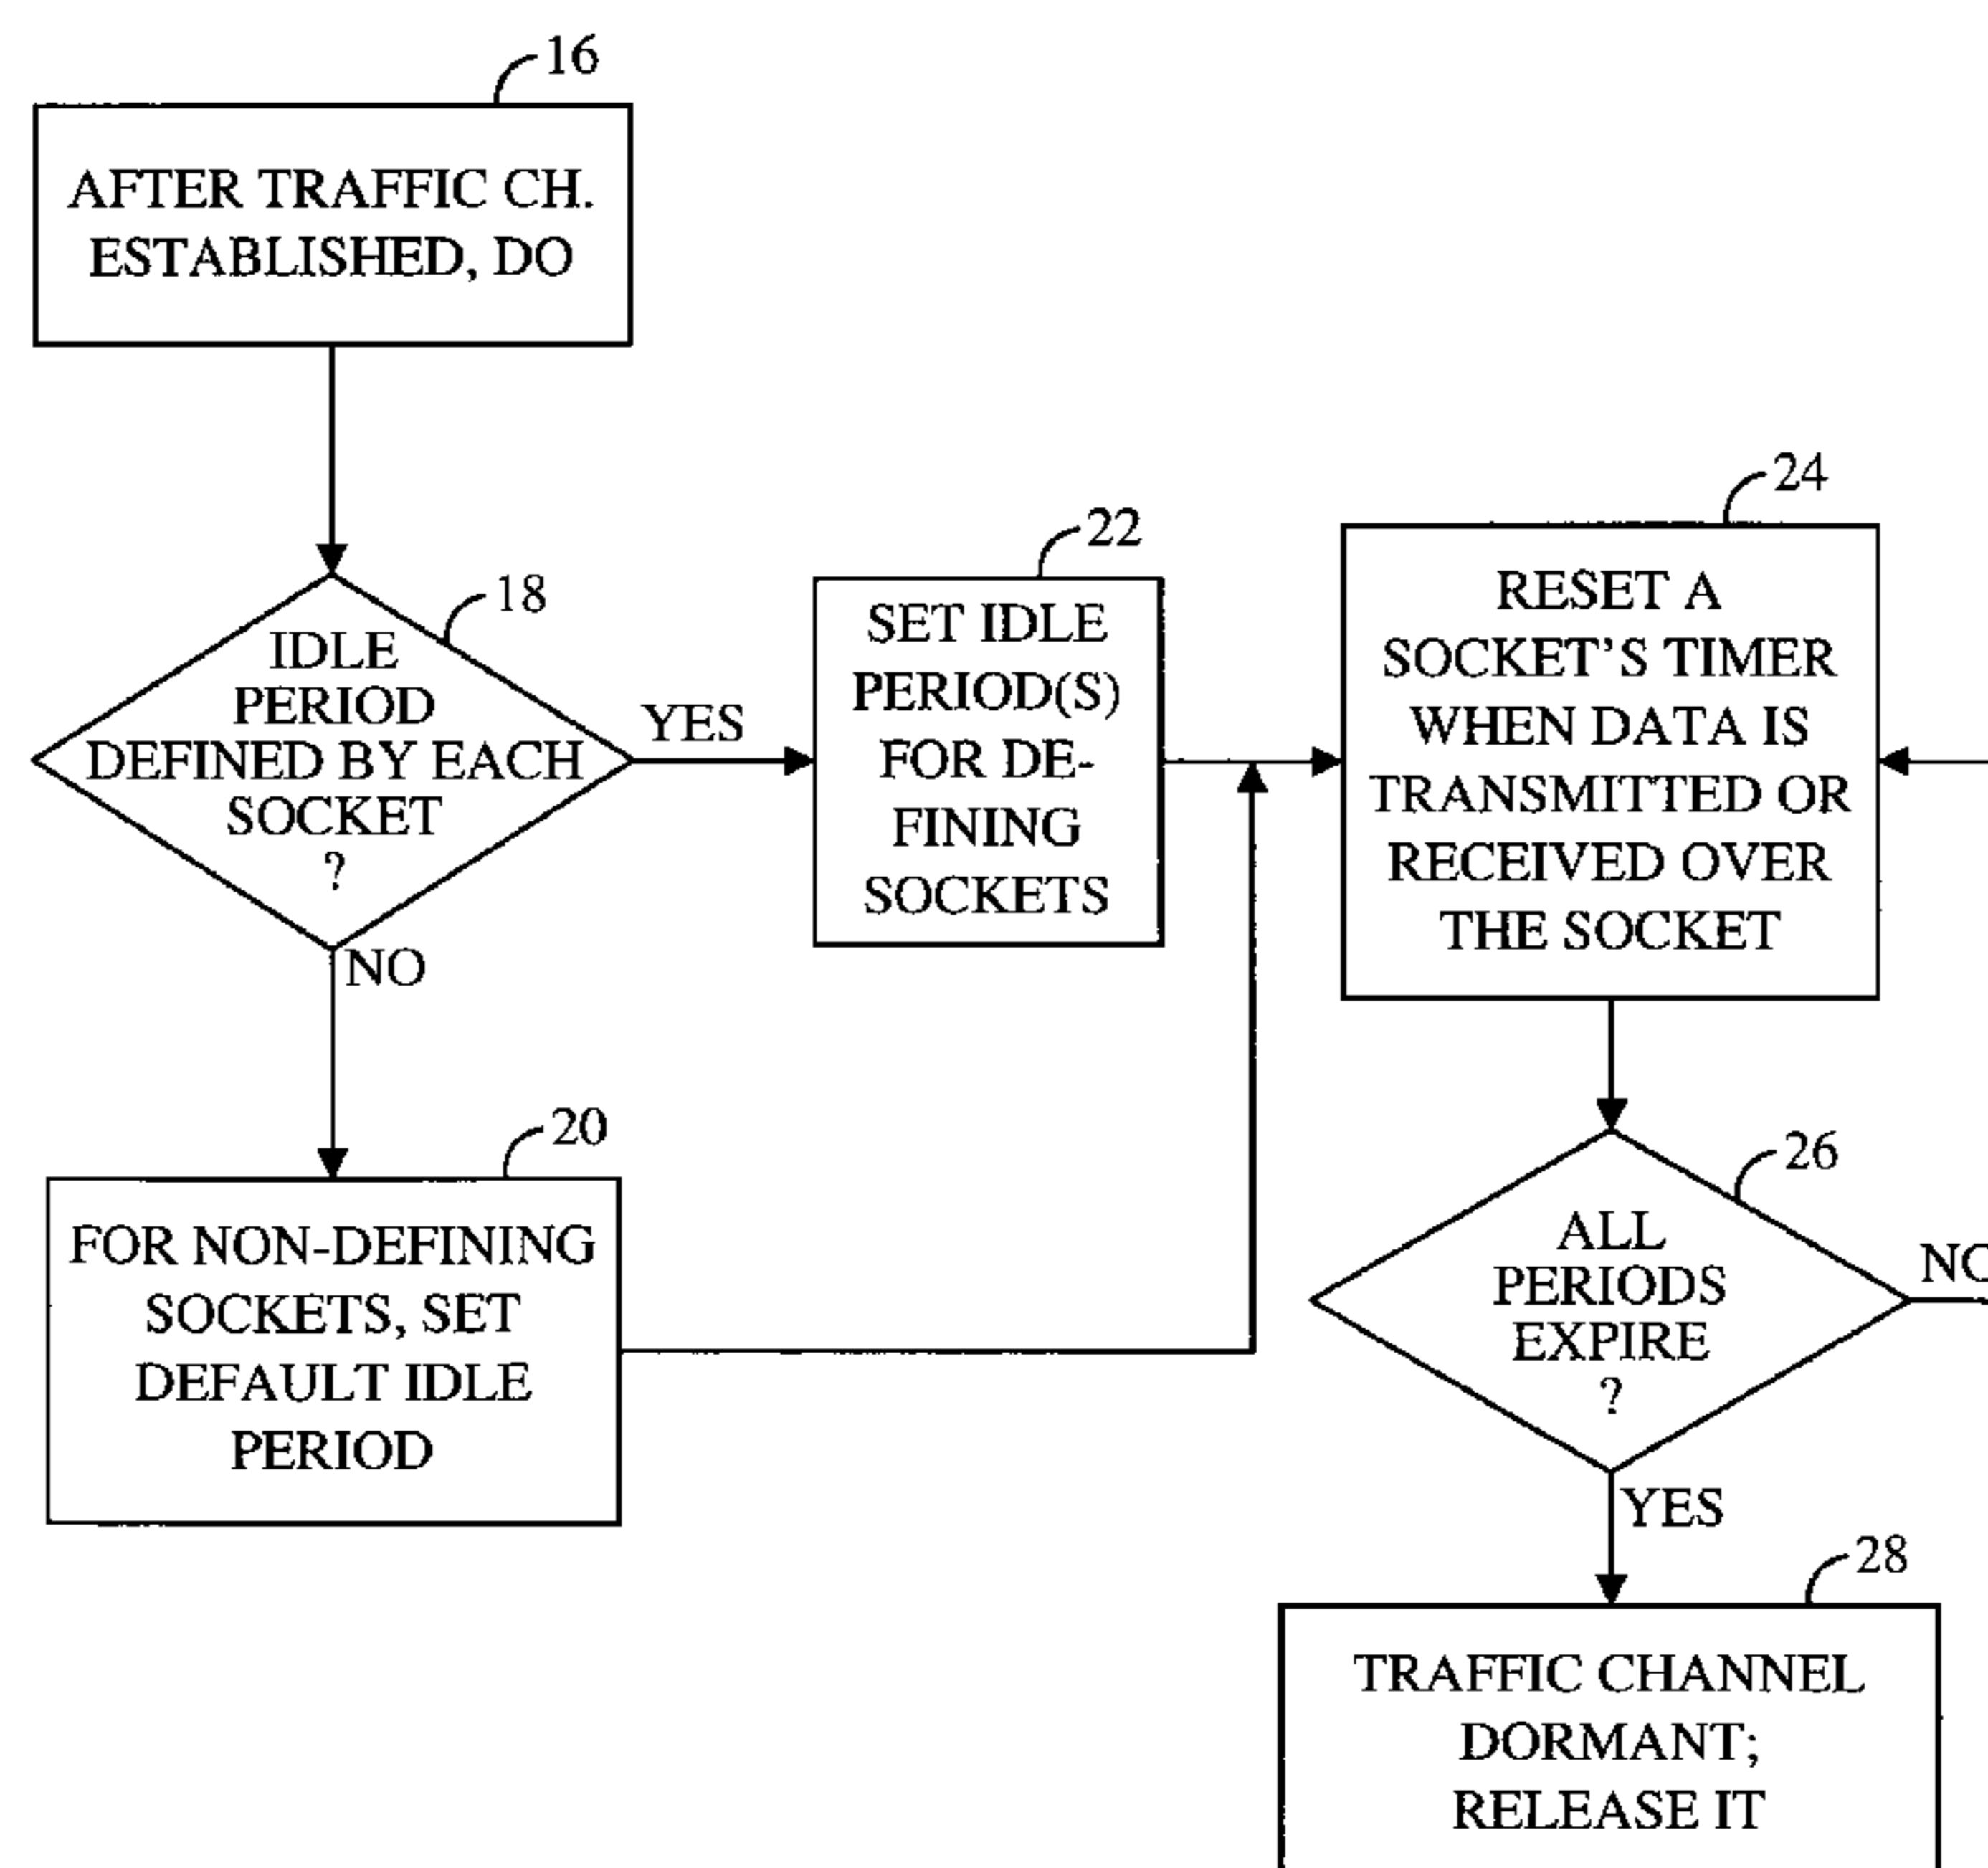 16
AFTER TRAFFIC CH.
ESTABLISHED, DO
18
IDLE
PERIOD
DEFINED BY EACH
SOCKET
?
YES
NO
22
SET IDLE
PERIOD(S)
FOR DE-
FINING
SOCKETS
20
FOR NON-DEFINING
SOCKETS, SET
DEFAULT IDLE
PERIOD
24
RESET A
SOCKET'S TIMER
WHEN DATA IS
TRANSMITTED OR
RECEIVED OVER
THE SOCKET
26
ALL
PERIODS
EXPIRE
?
NO
YES
28
TRAFFIC CHANNEL
DORMANT;
RELEASE IT